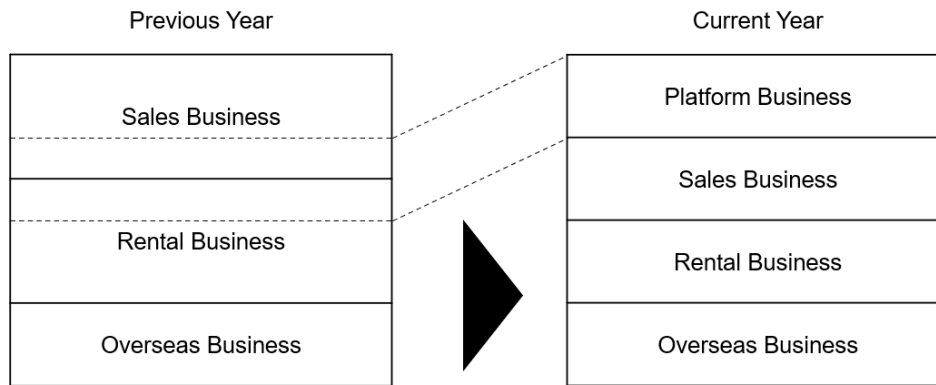 Previous Year
Current Year
Sales Business
Rental Business
Overseas Business
Platform Business
Sales Business
Rental Business
Overseas Business